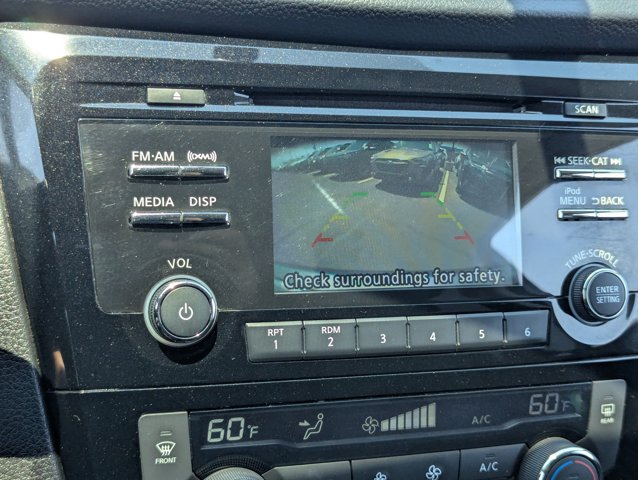 SCAN
FM·AM XM
SEEK·CAT
iPod
MENU BACK
MEDIA DISP
TUNE·SCROLL
VOL
Check surroundings for safety.
ENTER
SETTING
RPT RDM
1 2 3 4 5 6
60°F A/C 60°F
REAR
FRONT
A/C